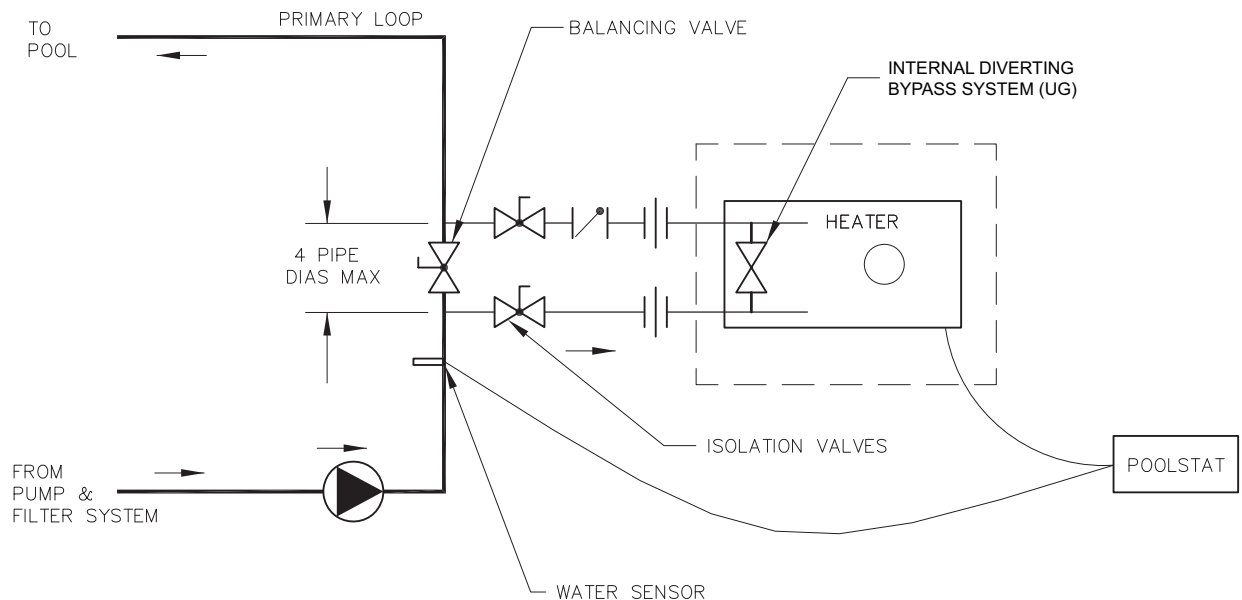 TO
POOL
PRIMARY LOOP
BALANCING VALVE
INTERNAL DIVERTING
BYPASS SYSTEM (UG)
HEATER
4 PIPE
DIAS MAX
ISOLATION VALVES
POOLSTAT
FROM
PUMP &
FILTER SYSTEM
WATER SENSOR